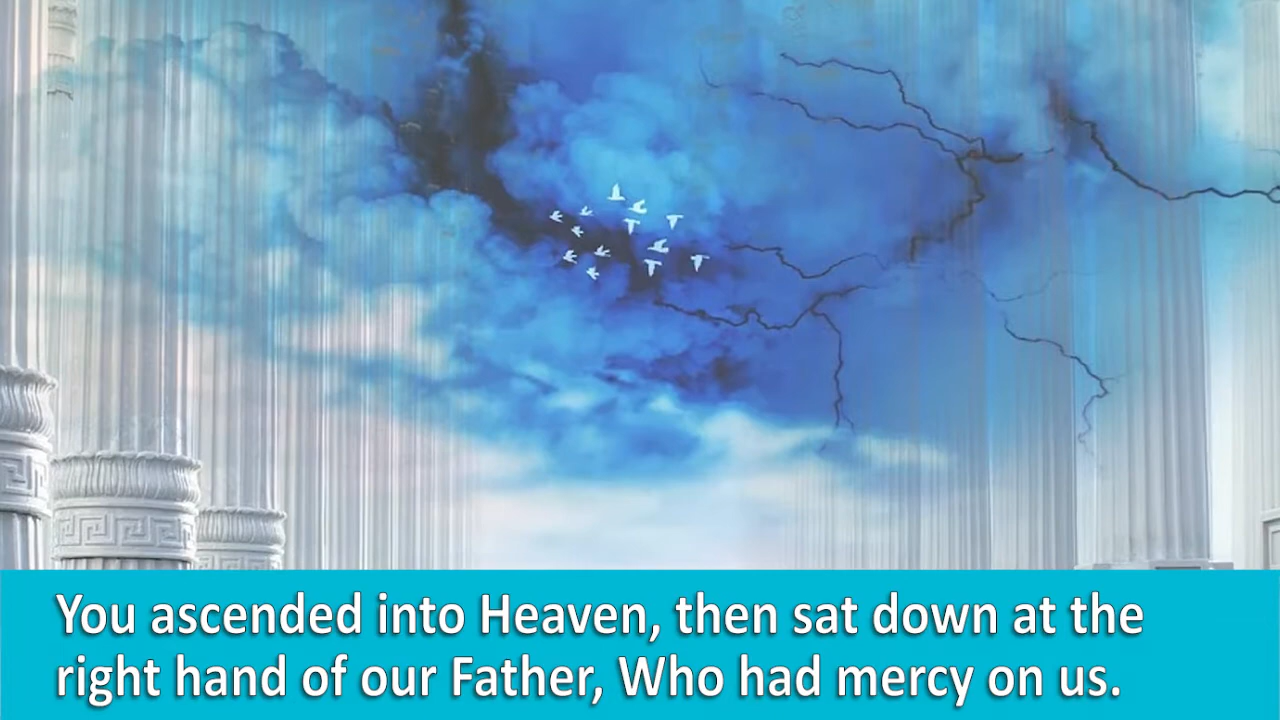 You ascended into Heaven, then sat down at the
right hand of our Father, Who had mercy on us.